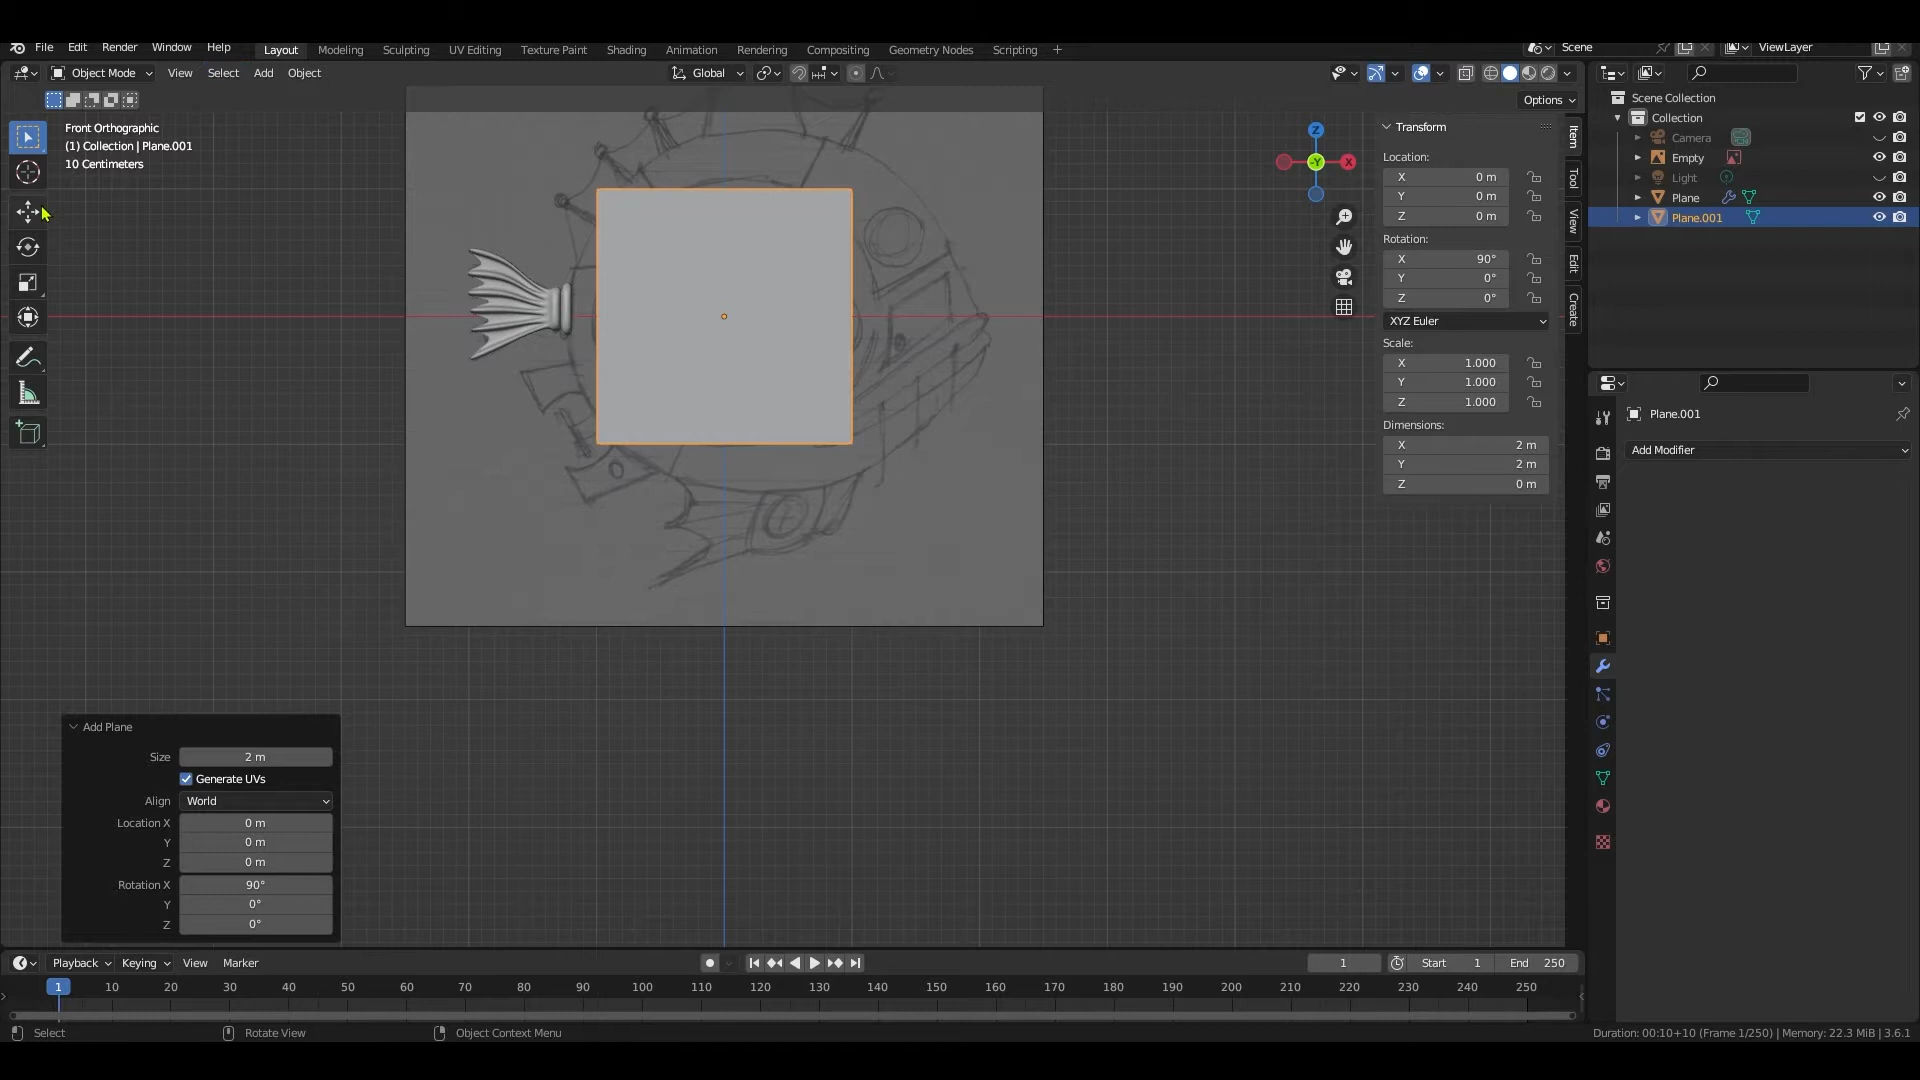 File Edit Render Window Help Layout Modeling Sculpting UV Editing Texture Paint Shading Animation Rendering Compositing Geometry Nodes Scripting + Scene ViewLayer
Object Mode View Select Add Object Global
Options
Front Orthographic
(1) Collection | Plane.001
10 Centimeters
Z
-Y
X
Transform
Location:
X 0 m
Y 0 m
Z 0 m
Rotation:
X 90°
Y 0°
Z 0°
XYZ Euler
Scale:
X 1.000
Y 1.000
Z 1.000
Dimensions:
X 2 m
Y 2 m
Z 0 m
Item
Tool
View
Edit
Create
Scene Collection
Collection
Camera
Empty
Light
Plane
Plane.001
Plane.001
Add Modifier
Add Plane
Size 2 m
Generate UVs
Align World
Location X 0 m
Y 0 m
Z 0 m
Rotation X 90°
Y 0°
Z 0°
Playback Keying View Marker 1 Start 1 End 250
1 10 20 30 40 50 60 70 80 90 100 110 120 130 140 150 160 170 180 190 200 210 220 230 240 250
Select Rotate View Object Context Menu Duration: 00:10+10 (Frame 1/250) | Memory: 22.3 MiB | 3.6.1